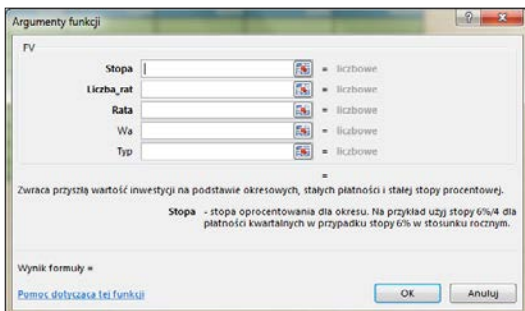 Argumenty funkcji
FV
Stopa = liczbowe
Liczba_rat = liczbowe
Rata = liczbowe
Wa = liczbowe
Typ = liczbowe
=
Zwraca przyszłą wartość inwestycji na podstawie okresowych, stałych płatności i stałej stopy procentowej.
Stopa - stopa oprocentowania dla okresu. Na przykład użyj stopy 6%/4 dla
płatności kwartalnych w przypadku stopy 6% w stosunku rocznym.
Wynik formuły =
Pomoc dotycząca tej funkcji
OK Anuluj